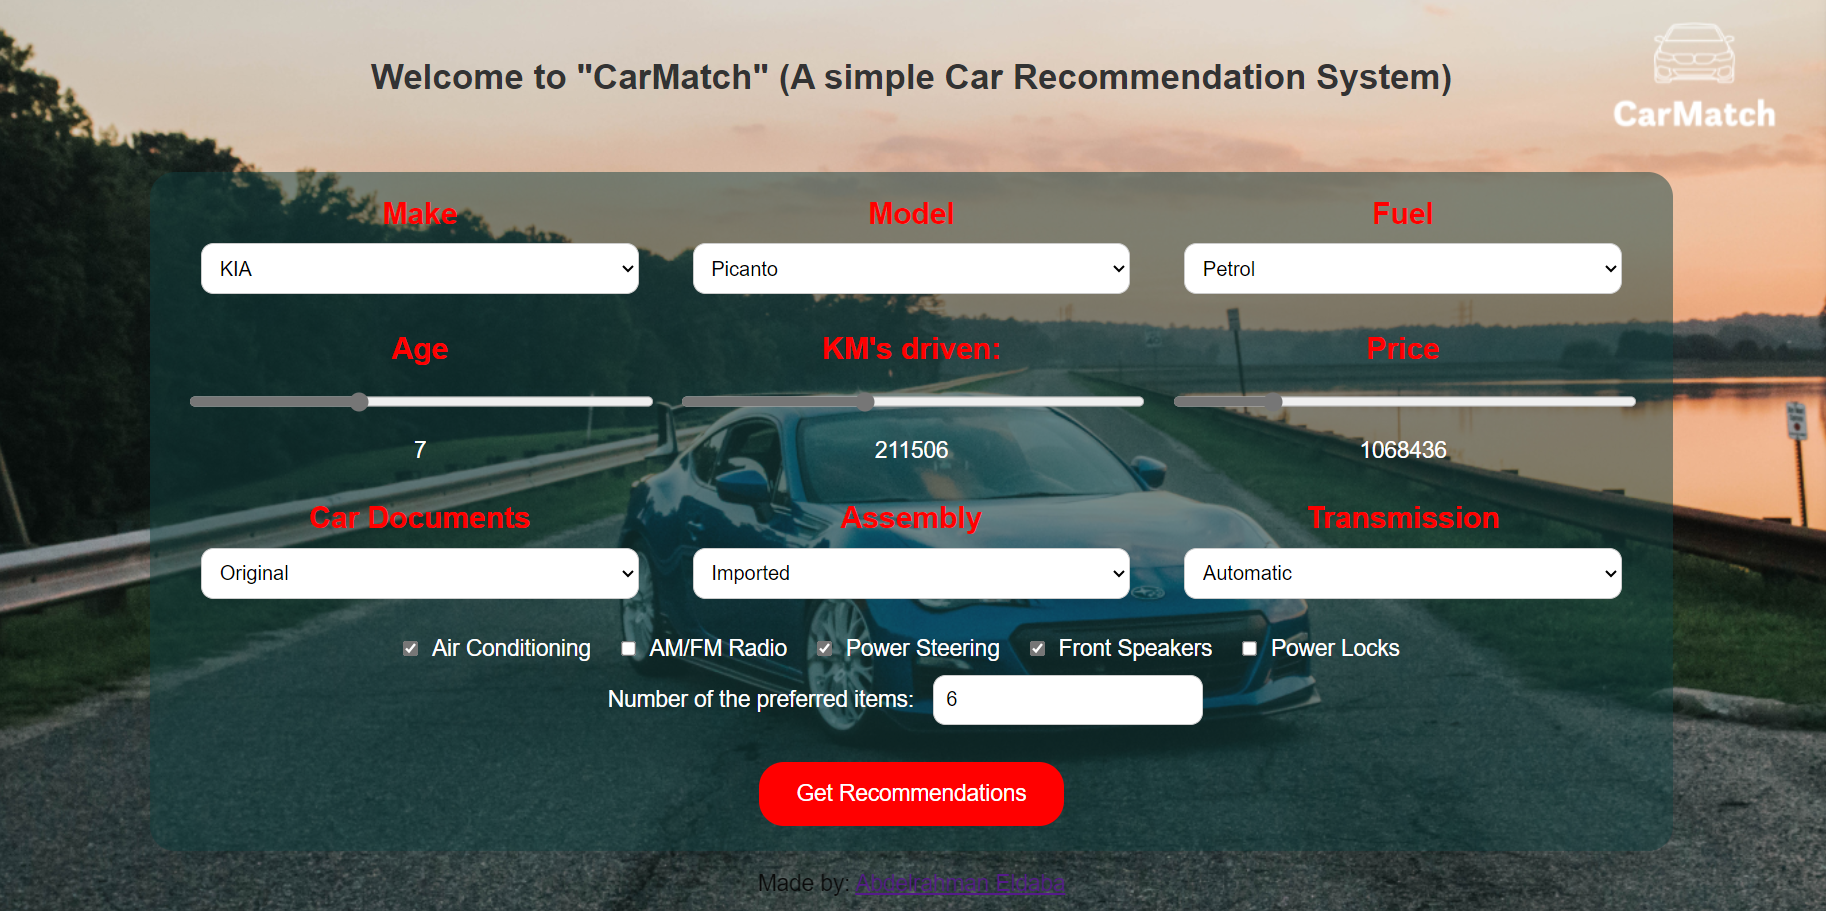 Welcome to "CarMatch" (A simple Car Recommendation System)
CarMatch
Make Model Fuel
KIA Picanto Petrol
Age KM's driven: Price
7 211506 1068436
Car Documents Assembly Transmission
Original Imported Automatic
Air Conditioning AM/FM Radio Power Steering Front Speakers Power Locks
Number of the preferred items: 6
Get Recommendations
Made by: